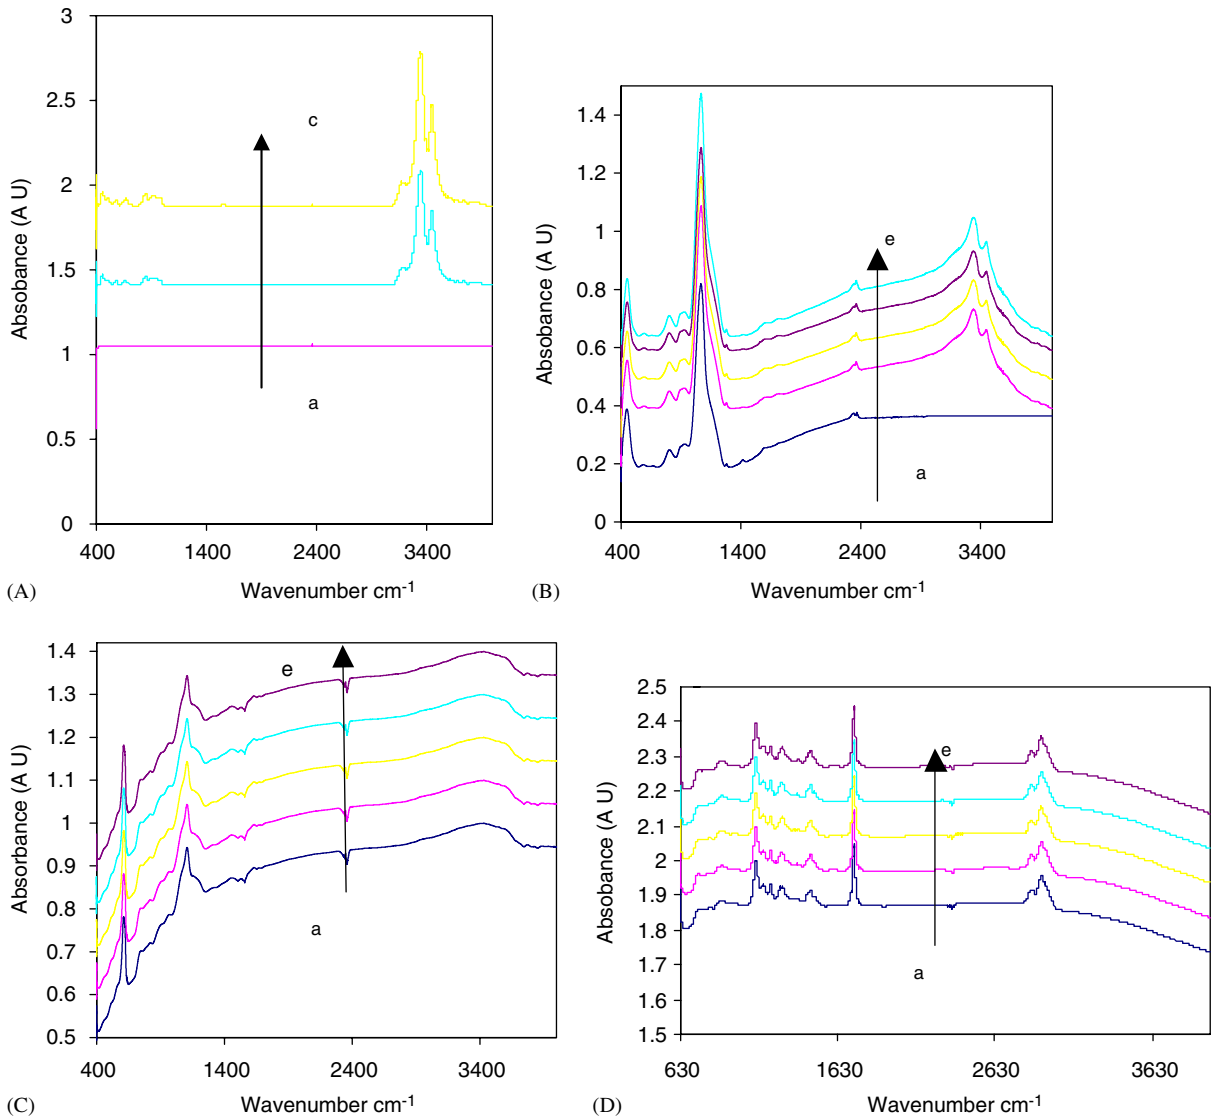 3
2.5
2
1.5
1
0.5
0
Absobance (A U)
c
a
400 1400 2400 3400
Wavenumber cm-1
(A)
1.4
1.2
1
0.8
0.6
0.4
0.2
0
Absobance (A U)
e
a
400 1400 2400 3400
Wavenumber cm-1
(B)
1.4
1.3
1.2
1.1
1
0.9
0.8
0.7
0.6
0.5
Absorbance (A U)
e
a
400 1400 2400 3400
Wavenumber cm-1
(C)
2.5
2.4
2.3
2.2
2.1
2
1.9
1.8
1.7
1.6
1.5
Absobance (A U)
e
a
630 1630 2630 3630
Wavenumber cm-1
(D)